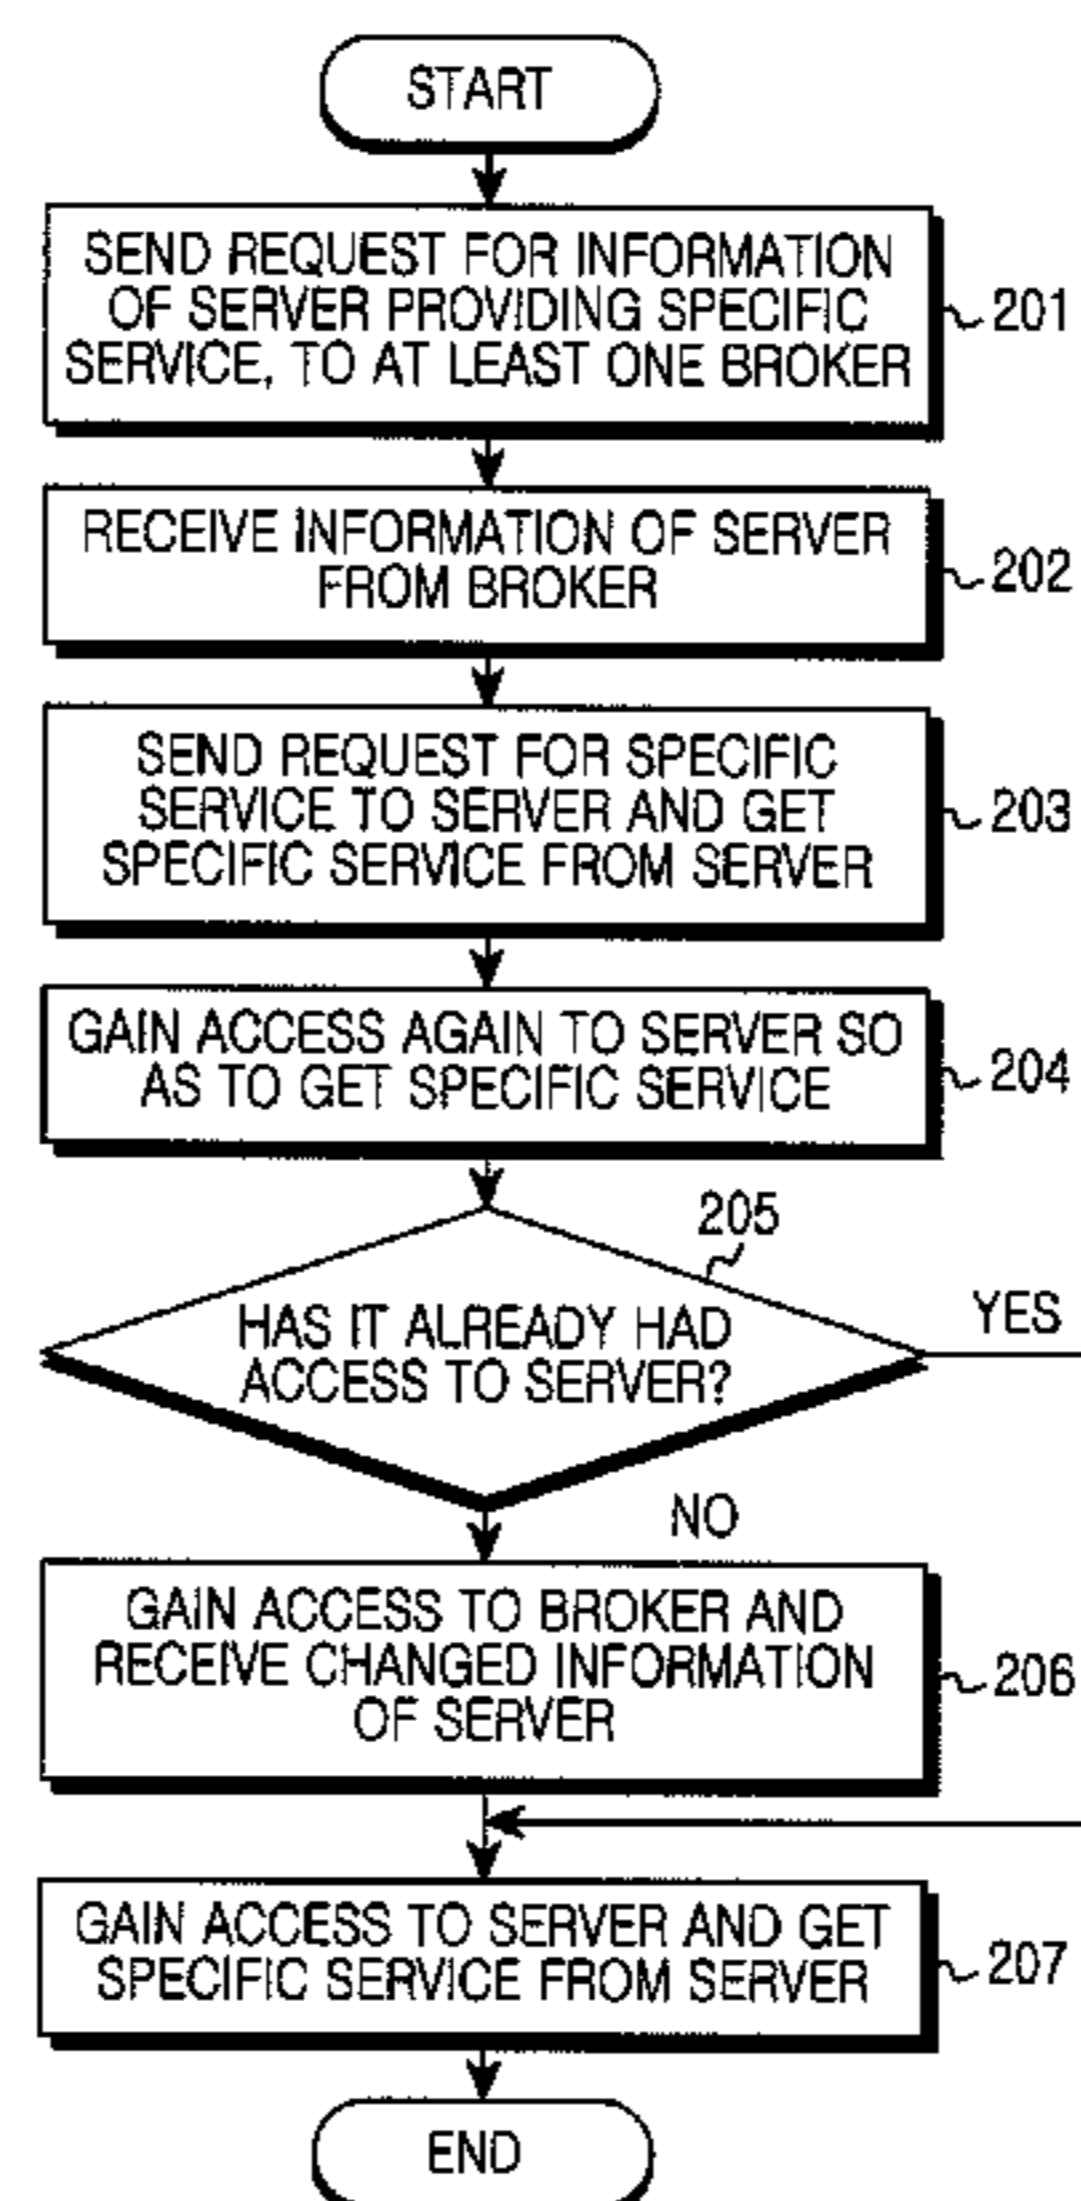 START
SEND REQUEST FOR INFORMATION
OF SERVER PROVIDING SPECIFIC
SERVICE, TO AT LEAST ONE BROKER
201
RECEIVE INFORMATION OF SERVER
FROM BROKER
202
SEND REQUEST FOR SPECIFIC
SERVICE TO SERVER AND GET
SPECIFIC SERVICE FROM SERVER
203
GAIN ACCESS AGAIN TO SERVER SO
AS TO GET SPECIFIC SERVICE
204
205
HAS IT ALREADY HAD
ACCESS TO SERVER?
YES
NO
GAIN ACCESS TO BROKER AND
RECEIVE CHANGED INFORMATION
OF SERVER
206
GAIN ACCESS TO SERVER AND GET
SPECIFIC SERVICE FROM SERVER
207
END